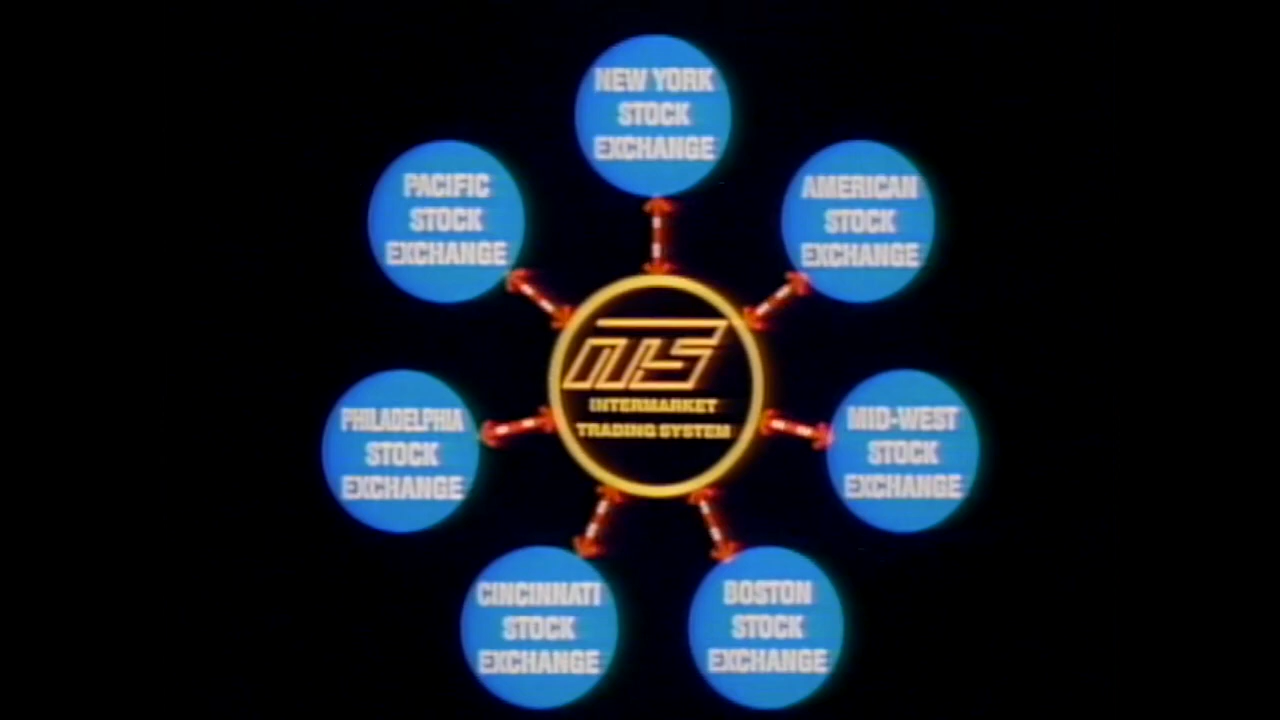 NEW YORK
STOCK
EXCHANGE
PACIFIC
STOCK
EXCHANGE
AMERICAN
STOCK
EXCHANGE
ITS
INTERMARKET
TRADING SYSTEM
PHILADELPHIA
STOCK
EXCHANGE
MID-WEST
STOCK
EXCHANGE
CINCINNATI
STOCK
EXCHANGE
BOSTON
STOCK
EXCHANGE